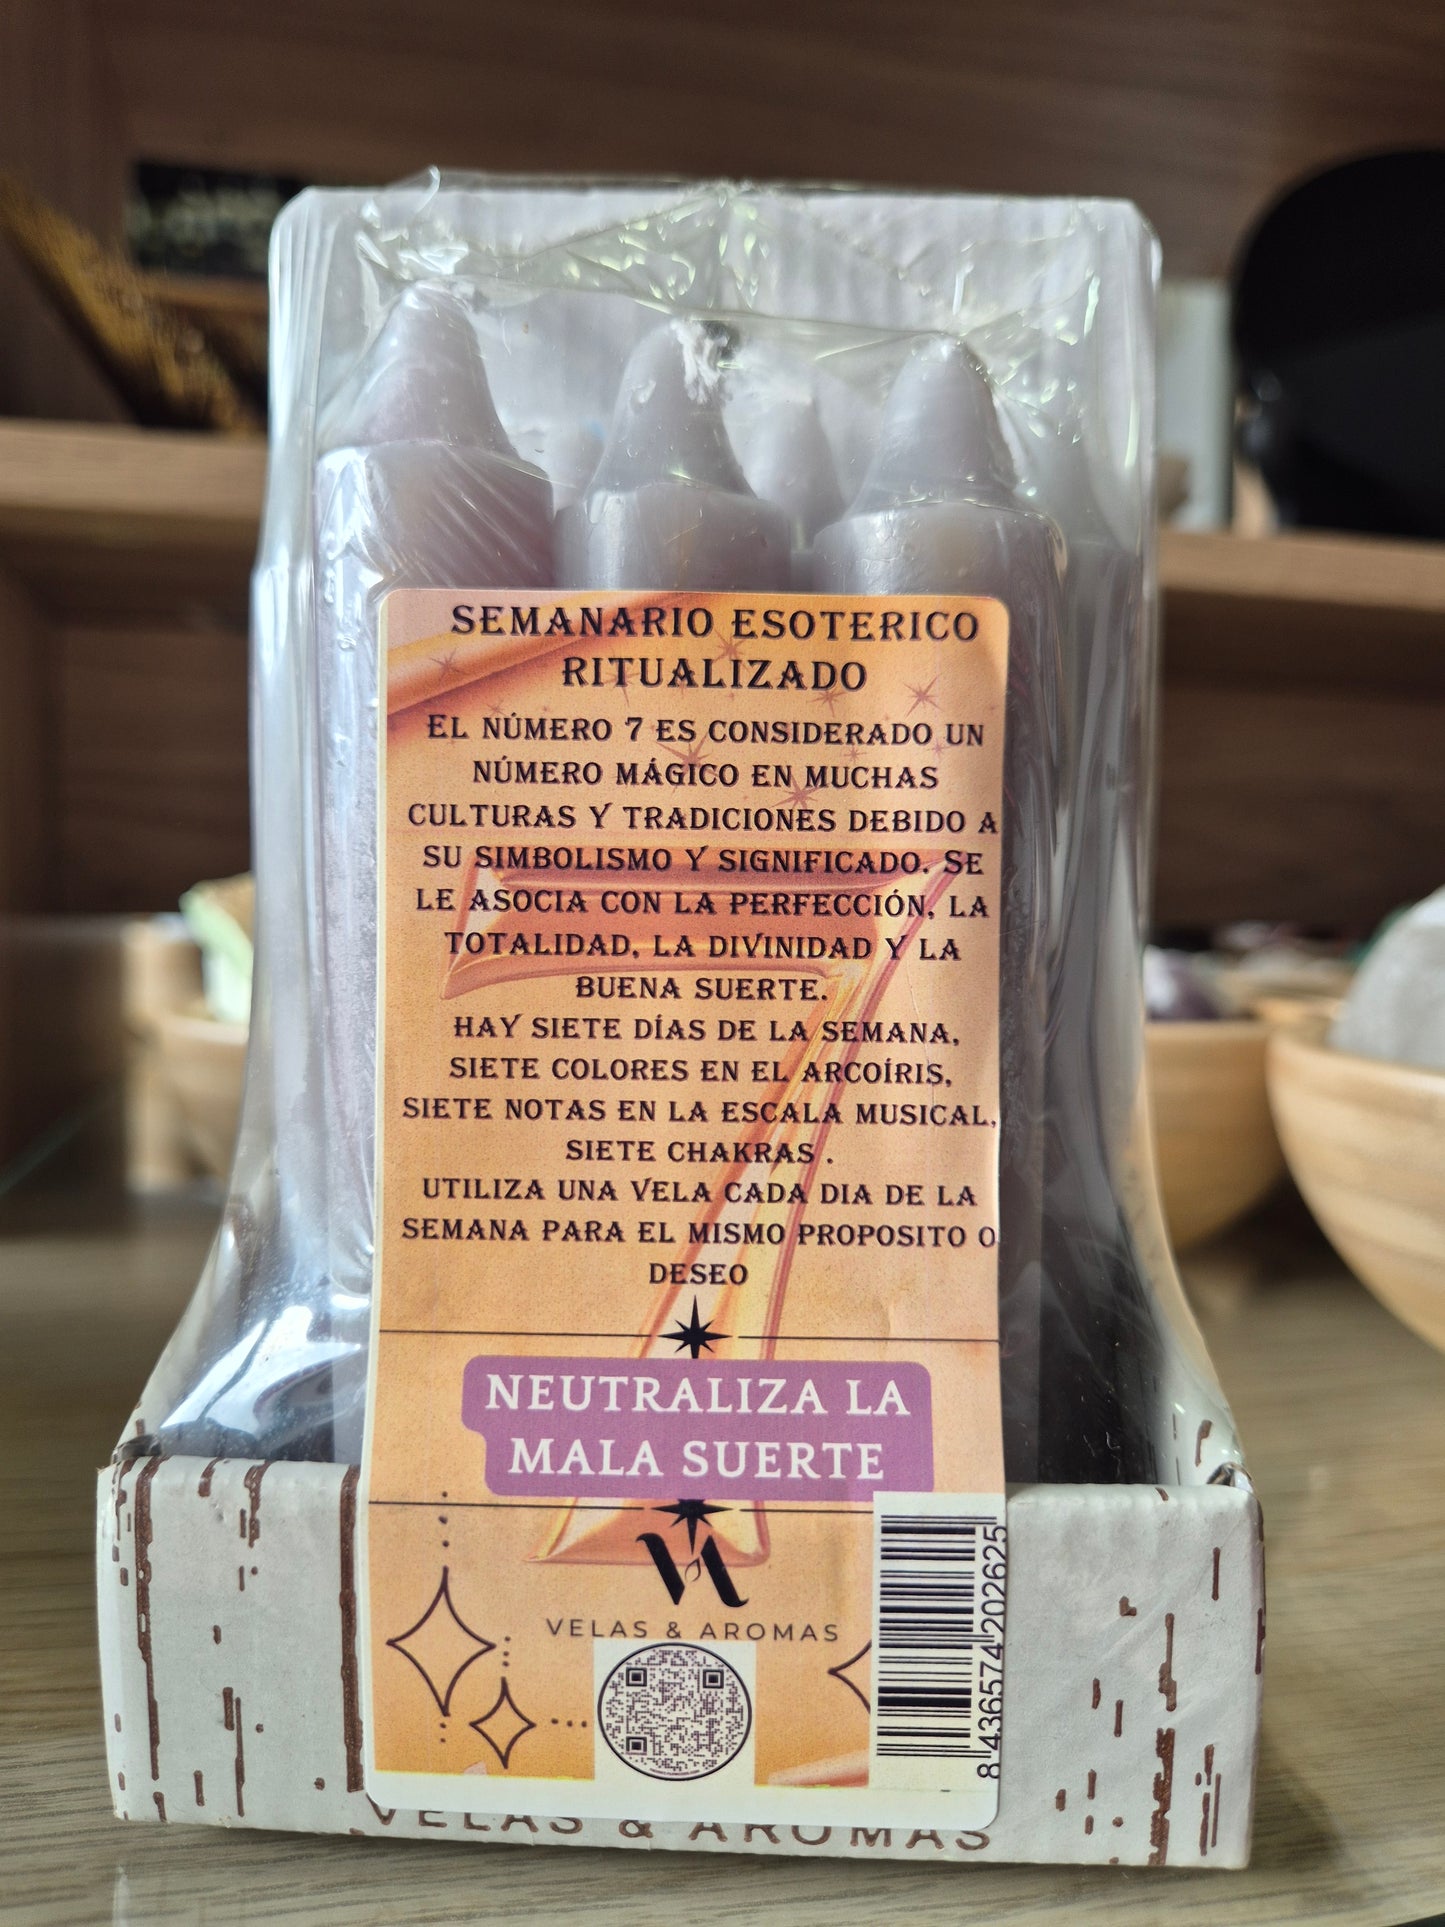 SEMANARIO ESOTERICO
RITUALIZADO
EL NÚMERO 7 ES CONSIDERADO UN
NÚMERO MÁGICO EN MUCHAS
CULTURAS Y TRADICIONES DEBIDO A
SU SIMBOLISMO Y SIGNIFICADO. SE
LE ASOCIA CON LA PERFECCIÓN, LA
TOTALIDAD, LA DIVINIDAD Y LA
BUENA SUERTE.
HAY SIETE DÍAS DE LA SEMANA,
SIETE COLORES EN EL ARCOÍRIS,
SIETE NOTAS EN LA ESCALA MUSICAL,
SIETE CHAKRAS .
UTILIZA UNA VELA CADA DIA DE LA
SEMANA PARA EL MISMO PROPOSITO O
DESEO
NEUTRALIZA LA
MALA SUERTE
VA
VELAS & AROMAS
8 436574 202625
VELAS & AROMAS